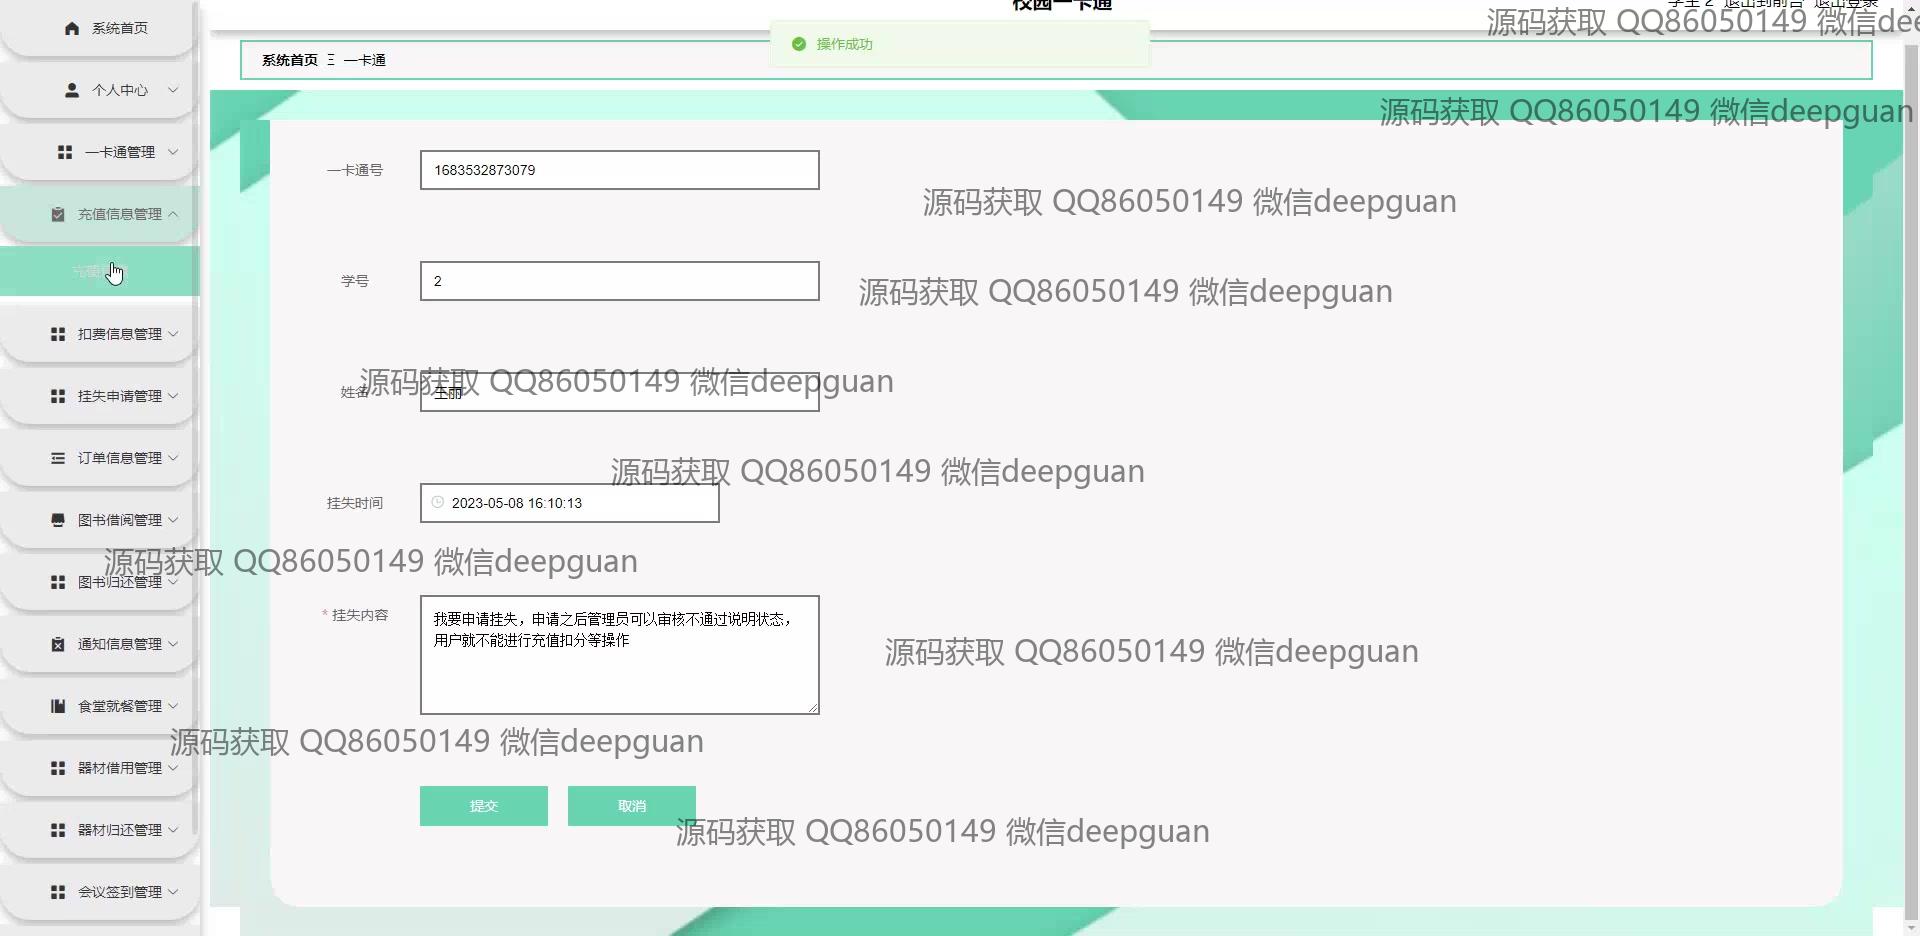 校园一卡通
学生 2 退出到前台 退出登录
源码获取 QQ86050149 微信deepguan
操作成功
系统首页 Ξ 一卡通
源码获取 QQ86050149 微信deepguan
系统首页
个人中心
一卡通管理
充值信息管理
扣费信息管理
挂失申请管理
订单信息管理
图书借阅管理
图书归还管理
通知信息管理
食堂就餐管理
器材借用管理
器材归还管理
会议签到管理
一卡通号 1683532873079
源码获取 QQ86050149 微信deepguan
学号 2
源码获取 QQ86050149 微信deepguan
姓名 王丽
源码获取 QQ86050149 微信deepguan
源码获取 QQ86050149 微信deepguan
挂失时间 2023-05-08 16:10:13
源码获取 QQ86050149 微信deepguan
* 挂失内容 我要申请挂失，申请之后管理员可以审核不通过说明状态，
用户就不能进行充值扣分等操作
源码获取 QQ86050149 微信deepguan
源码获取 QQ86050149 微信deepguan
提交 取消
源码获取 QQ86050149 微信deepguan